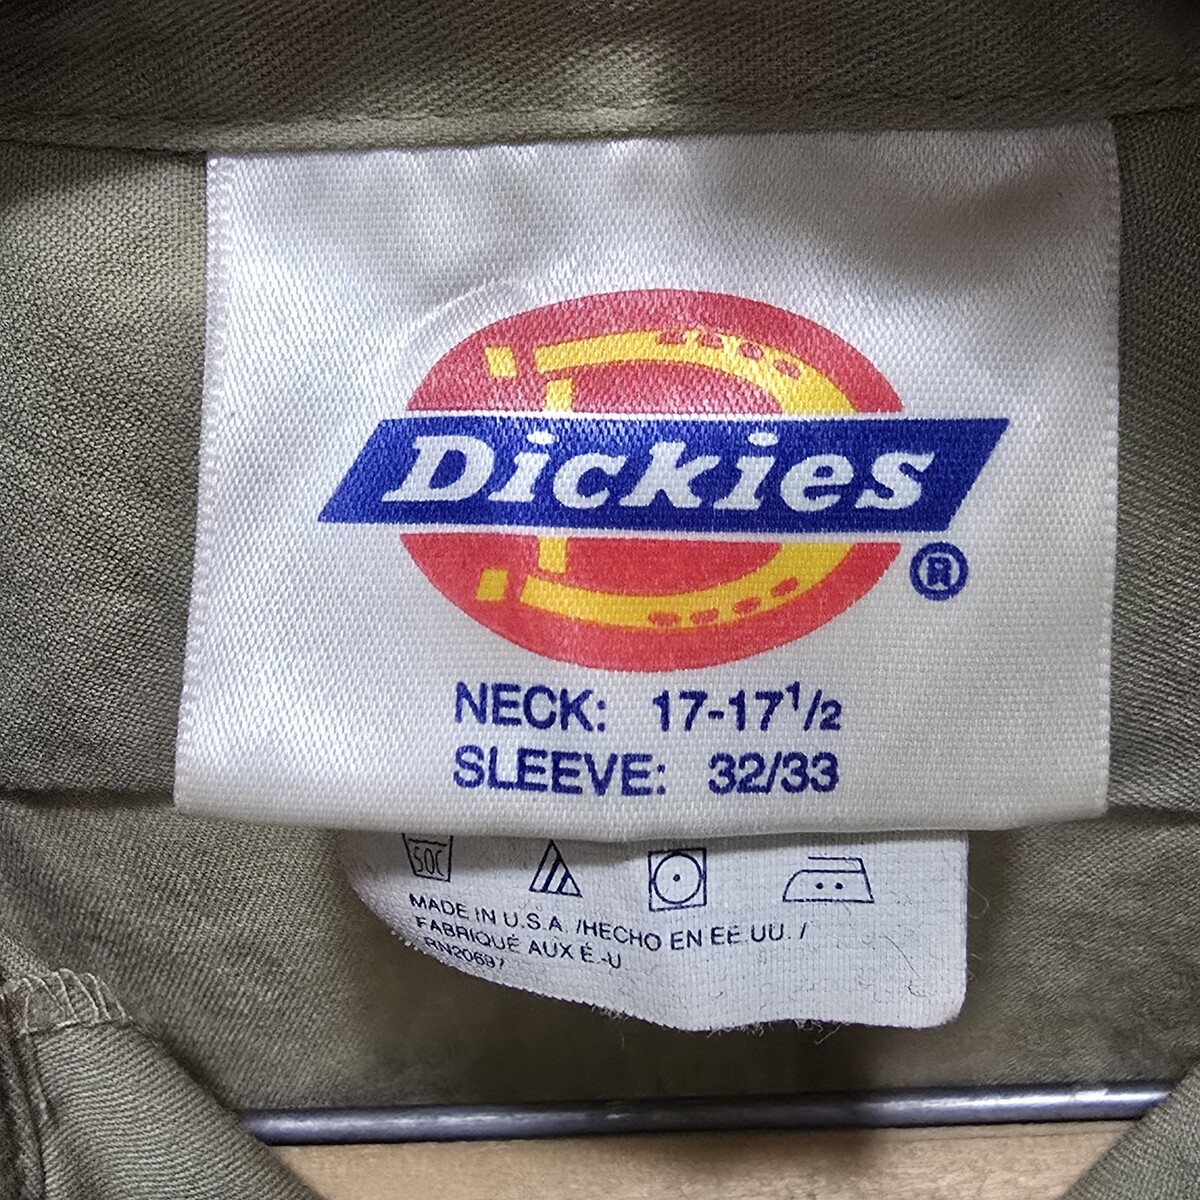 Dickies
®
NECK: 17-17 1/2
SLEEVE: 32/33
50C
MADE IN U.S.A. /HECHO EN EE.UU. /
FABRIQUÉ AUX É.-U
RN20697